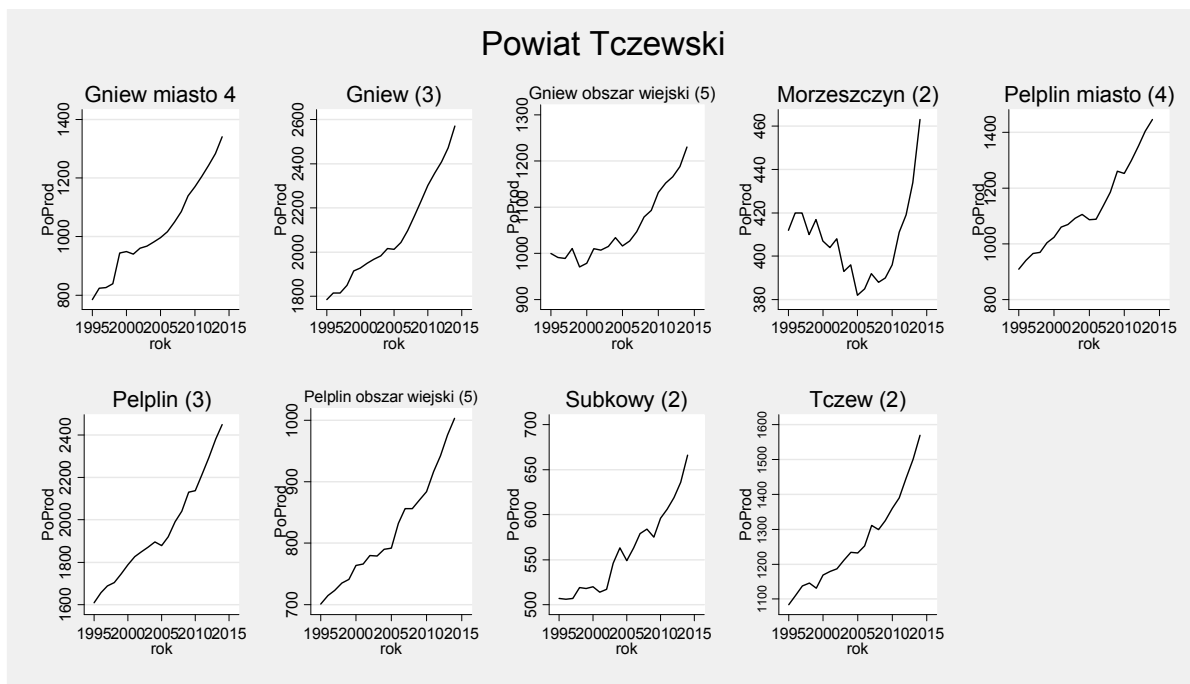 Powiat Tczewski
Gniew miasto 4
PoProd
800 1000 1200 1400
1995 2000 2005 2010 2015
rok
Gniew (3)
PoProd
1800 2000 2200 2400 2600
1995 2000 2005 2010 2015
rok
Gniew obszar wiejski (5)
PoProd
900 1000 1100 1200 1300
1995 2000 2005 2010 2015
rok
Morzeszczyn (2)
PoProd
380 400 420 440 460
1995 2000 2005 2010 2015
rok
Pelplin miasto (4)
PoProd
800 1000 1200 1400
1995 2000 2005 2010 2015
rok
Pelplin (3)
PoProd
1600 1800 2000 2200 2400
1995 2000 2005 2010 2015
rok
Pelplin obszar wiejski (5)
PoProd
700 800 900 1000
1995 2000 2005 2010 2015
rok
Subkowy (2)
PoProd
500 550 600 650 700
1995 2000 2005 2010 2015
rok
Tczew (2)
PoProd
1100 1200 1300 1400 1500 1600
1995 2000 2005 2010 2015
rok